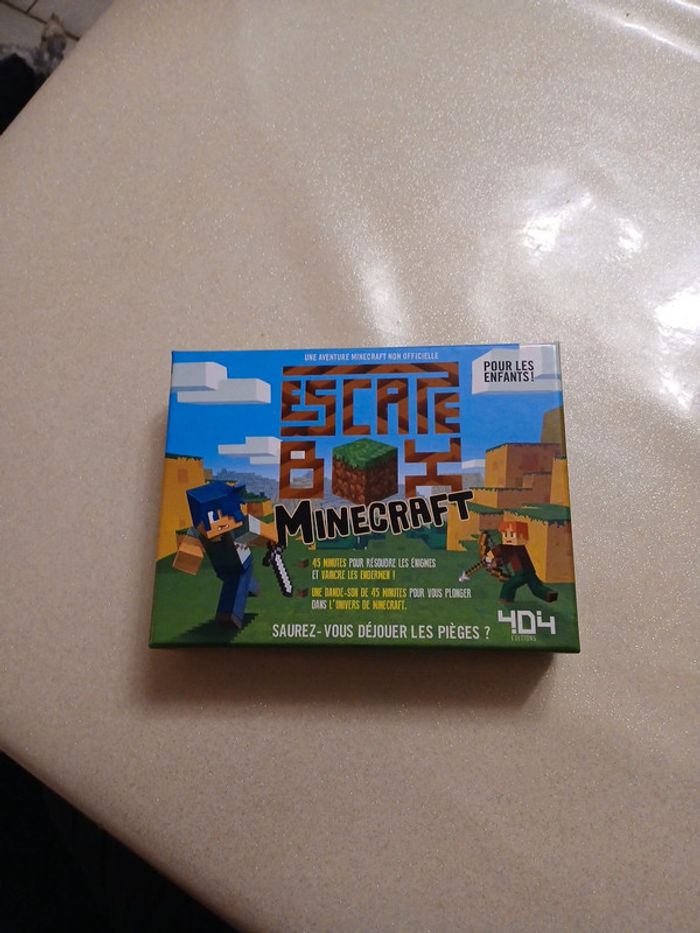 UNE AVENTURE MINECRAFT NON OFFICIELLE
POUR LES
ENFANTS !
ESCAPE
BOX
MINECRAFT
45 MINUTES POUR RÉSOUDRE LES ÉNIGMES
ET VAINCRE LES ENDERMEN !
UNE BANDE-SON DE 45 MINUTES POUR VOUS PLONGER
DANS L'UNIVERS DE MINECRAFT.
SAUREZ-VOUS DÉJOUER LES PIÈGES ?
404
ÉDITIONS